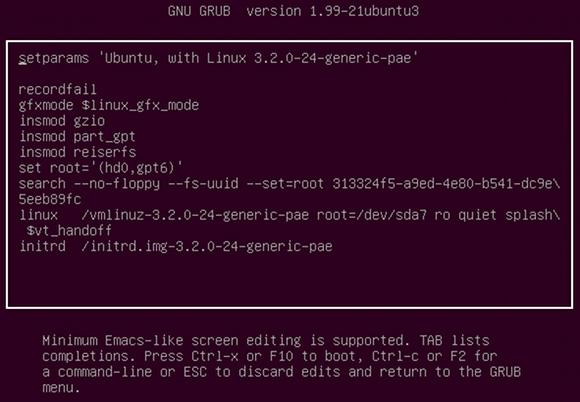 GNU GRUB  version 1.99-21ubuntu3
setparams 'Ubuntu, with Linux 3.2.0-24-generic-pae'
recordfail
gfxmode $linux_gfx_mode
insmod gzio
insmod part_gpt
insmod reiserfs
set root='(hd0,gpt6)'
search --no-floppy --fs-uuid --set=root 313324f5-a9ed-4e80-b541-dc9e\
5eeb89fc
linux   /vmlinuz-3.2.0-24-generic-pae root=/dev/sda7 ro quiet splash\
 $vt_handoff
initrd  /initrd.img-3.2.0-24-generic-pae
Minimum Emacs-like screen editing is supported. TAB lists
completions. Press Ctrl-x or F10 to boot, Ctrl-c or F2 for
a command-line or ESC to discard edits and return to the GRUB
menu.